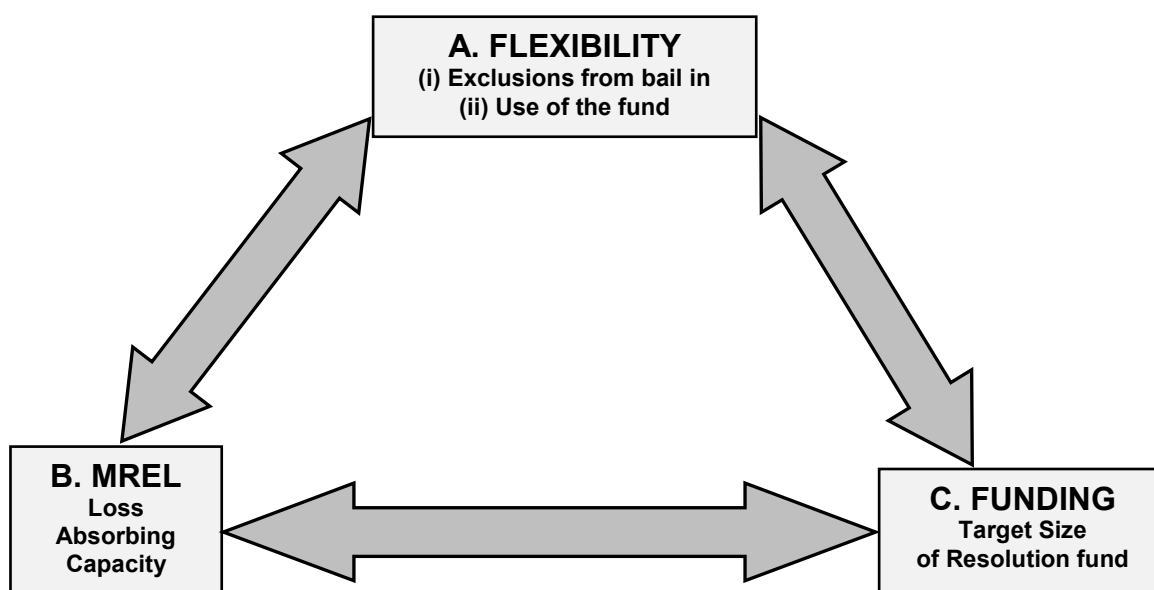 A. FLEXIBILITY
(i) Exclusions from bail in
(ii) Use of the fund
B. MREL
Loss
Absorbing
Capacity
C. FUNDING
Target Size
of Resolution fund